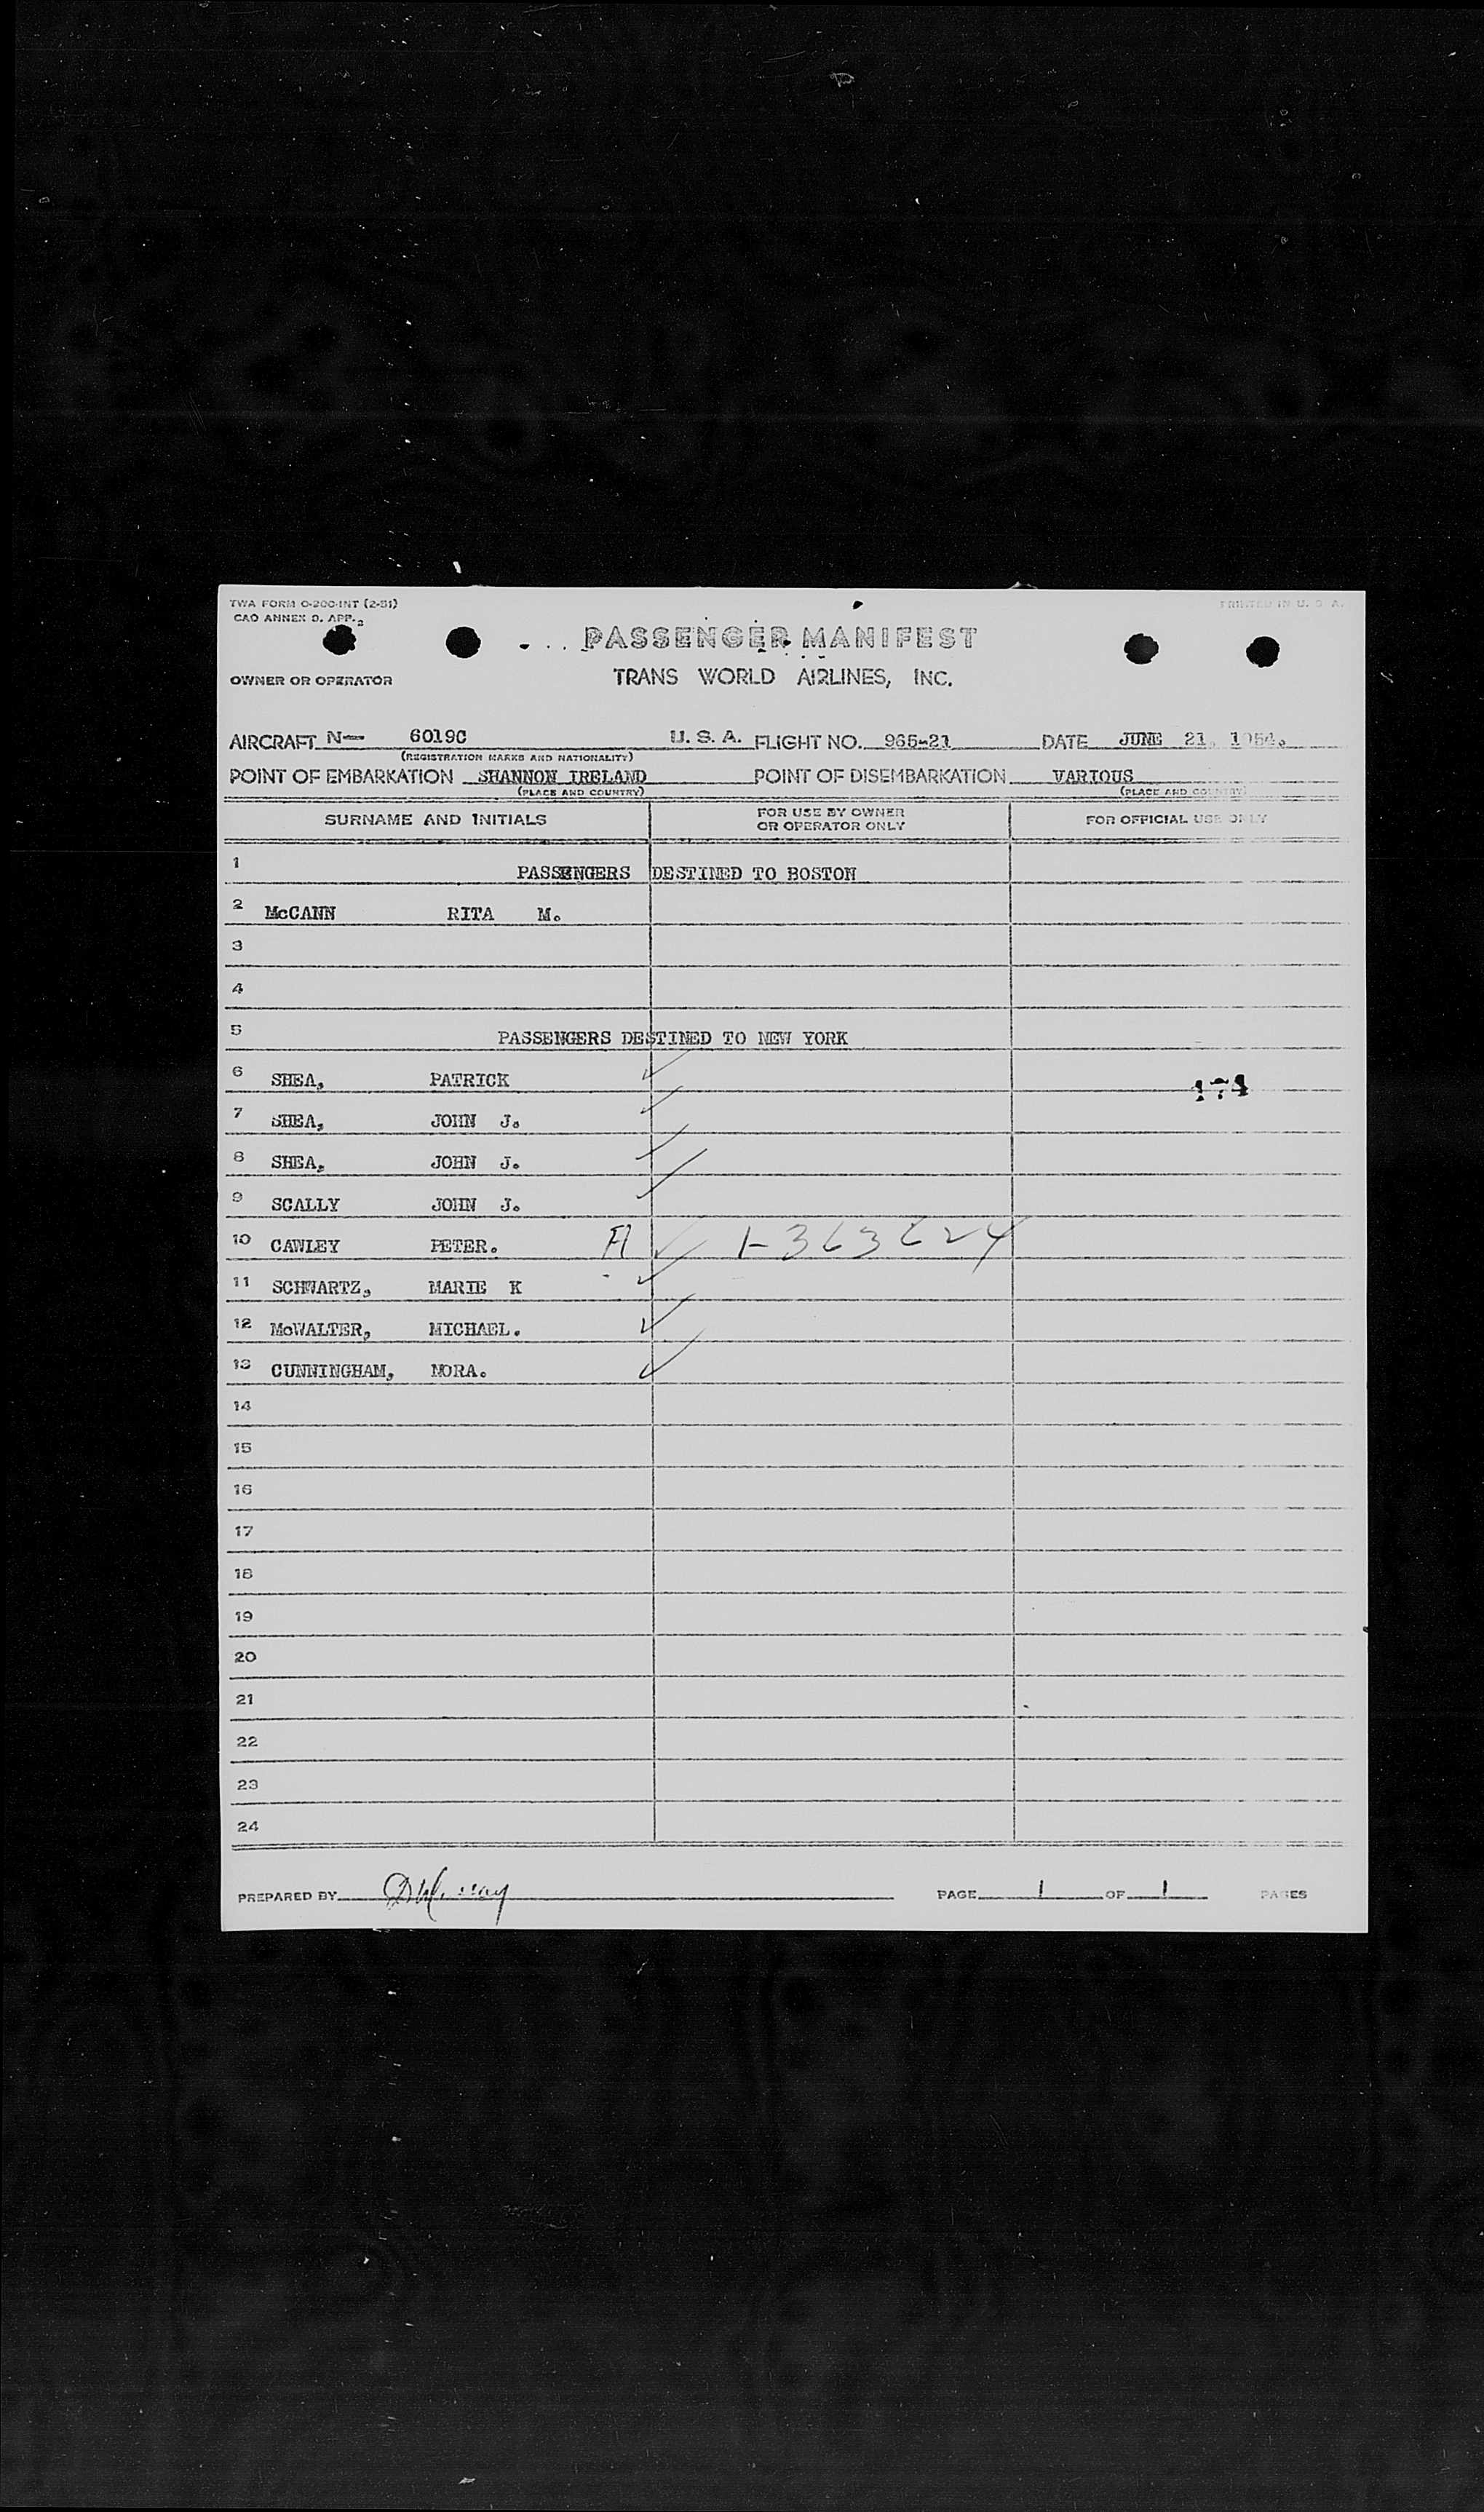 TWA FORM O-200-INT (2-51)
PRINTED IN U. S. A.
CAO ANNEX 9. APP. 2
PASSENGER MANIFEST
OWNER OR OPERATOR TRANS WORLD AIRLINES, INC.
AIRCRAFT N— 6019C U. S. A. FLIGHT NO. 965-21 DATE JUNE 21, 1954.
(REGISTRATION MARKS AND NATIONALITY)
POINT OF EMBARKATION SHANNON IRELAND POINT OF DISEMBARKATION VARIOUS
(PLACE AND COUNTRY) (PLACE AND COUNTRY)
SURNAME AND INITIALS FOR USE BY OWNER OR OPERATOR ONLY FOR OFFICIAL USE ONLY
1 PASSENGERS DESTINED TO BOSTON
2 McCANN RITA M.
3
4
5 PASSENGERS DESTINED TO NEW YORK
6 SHEA, PATRICK ✓
7 SHEA, JOHN J. ✓
8 SHEA, JOHN J. ✓
9 SCALLY JOHN J. ✓
10 CAWLEY PETER. A ✓ 1-363624
11 SCHWARTZ, MARIE K ✓
12 McWALTER, MICHAEL. ✓
13 CUNNINGHAM, NORA. ✓
14
15
16
17
18
19
20
21
22
23
24
PREPARED BY PAGE 1 OF 1 PAGES